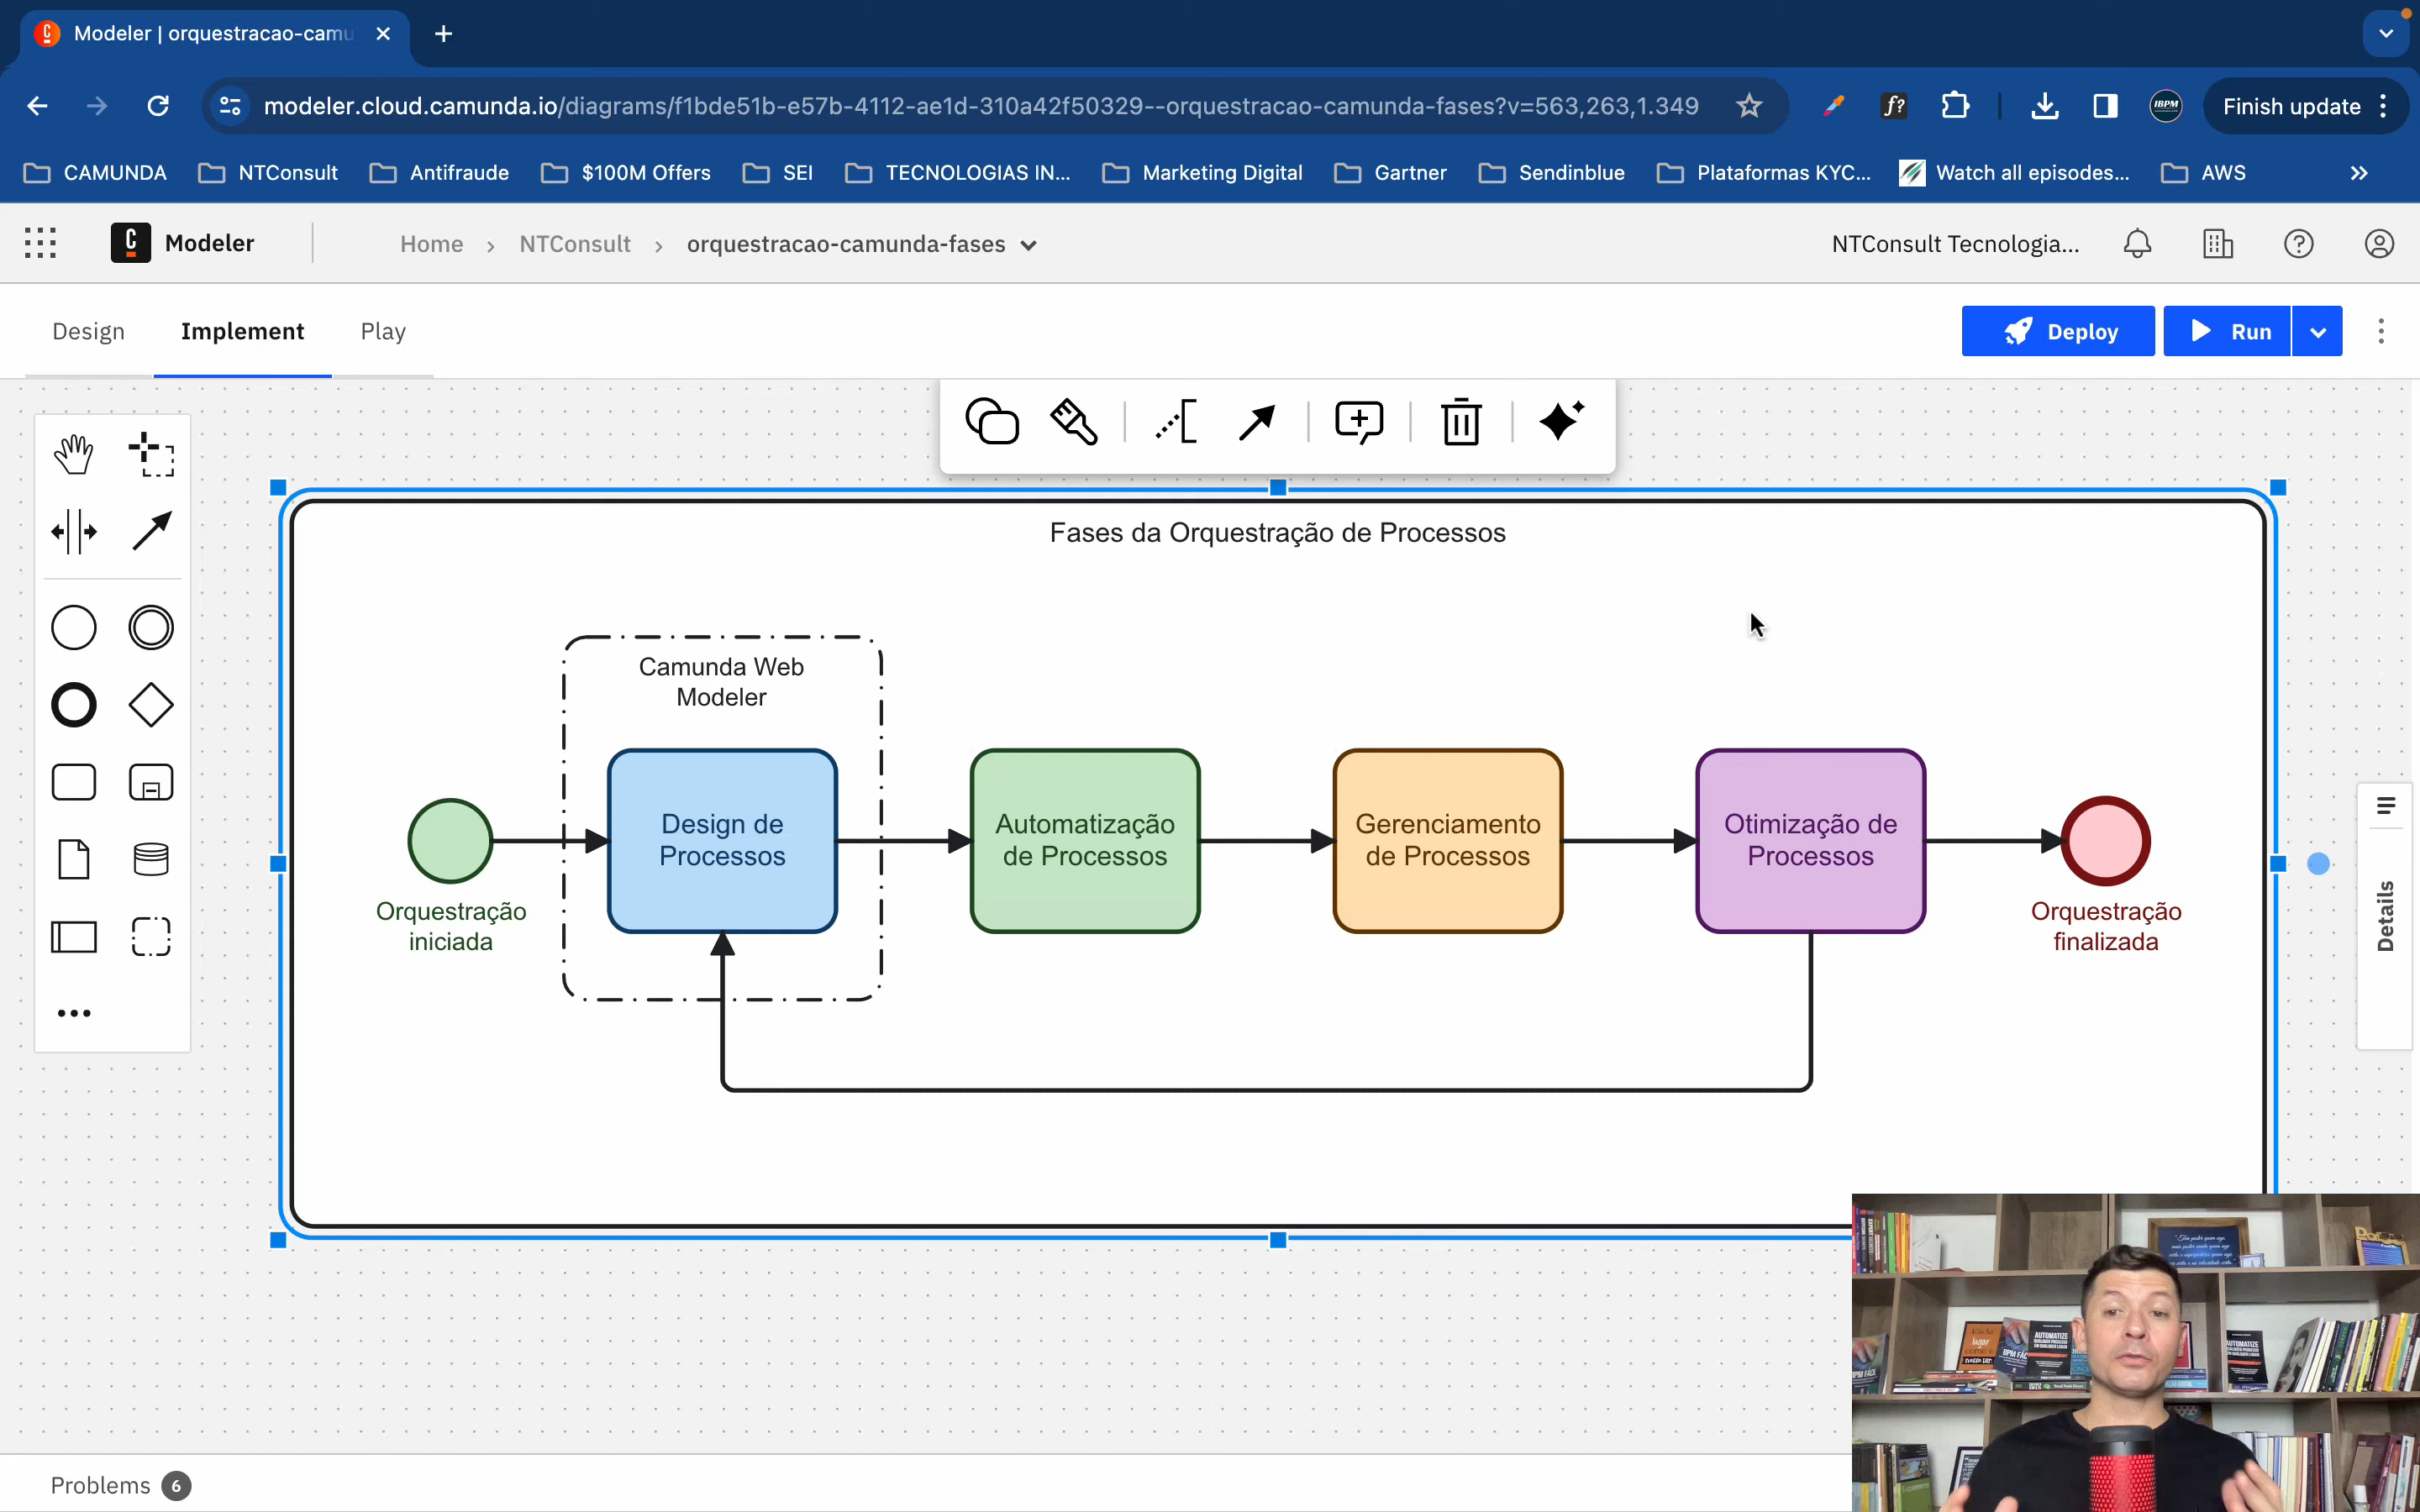 Modeler | orquestracao-camu
modeler.cloud.camunda.io/diagrams/f1bde51b-e57b-4112-ae1d-310a42f50329--orquestracao-camunda-fases?v=563,263,1.349
f?
IBPM
Finish update
CAMUNDA
NTConsult
Antifraude
$100M Offers
SEI
TECNOLOGIAS IN...
Marketing Digital
Gartner
Sendinblue
Plataformas KYC...
Watch all episodes...
AWS
Modeler
Home
NTConsult
orquestracao-camunda-fases
NTConsult Tecnologia...
Design
Implement
Play
Deploy
Run
Fases da Orquestração de Processos
Camunda Web
Modeler
Design de
Processos
Automatização
de Processos
Gerenciamento
de Processos
Otimização de
Processos
Orquestração
iniciada
Orquestração
finalizada
Details
Problems 6
AUTOMATIZE
BPM FÁCIL